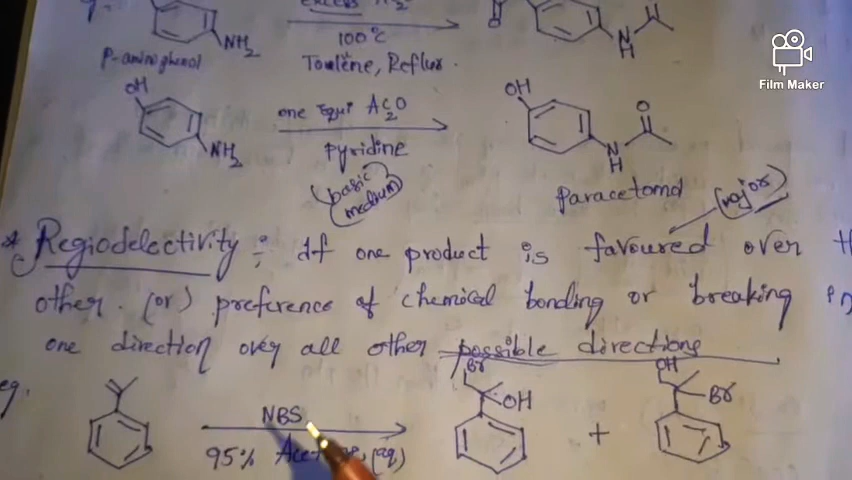 OH
NH2
100°C
P-aminophenol
Toulene, Reflux.
N
H
Film Maker
OH
NH2
one Equi Ac2O
Pyridine
(basic medium)
OH
O
N
H
Paracetamol
(major)
* Regioselectivity :- If one product is favoured over
other. (or) preference of chemical bonding or breaking in
one direction over all other possible directions
eg.
NBS
95% (aq)
Br
OH
+
OH
Br